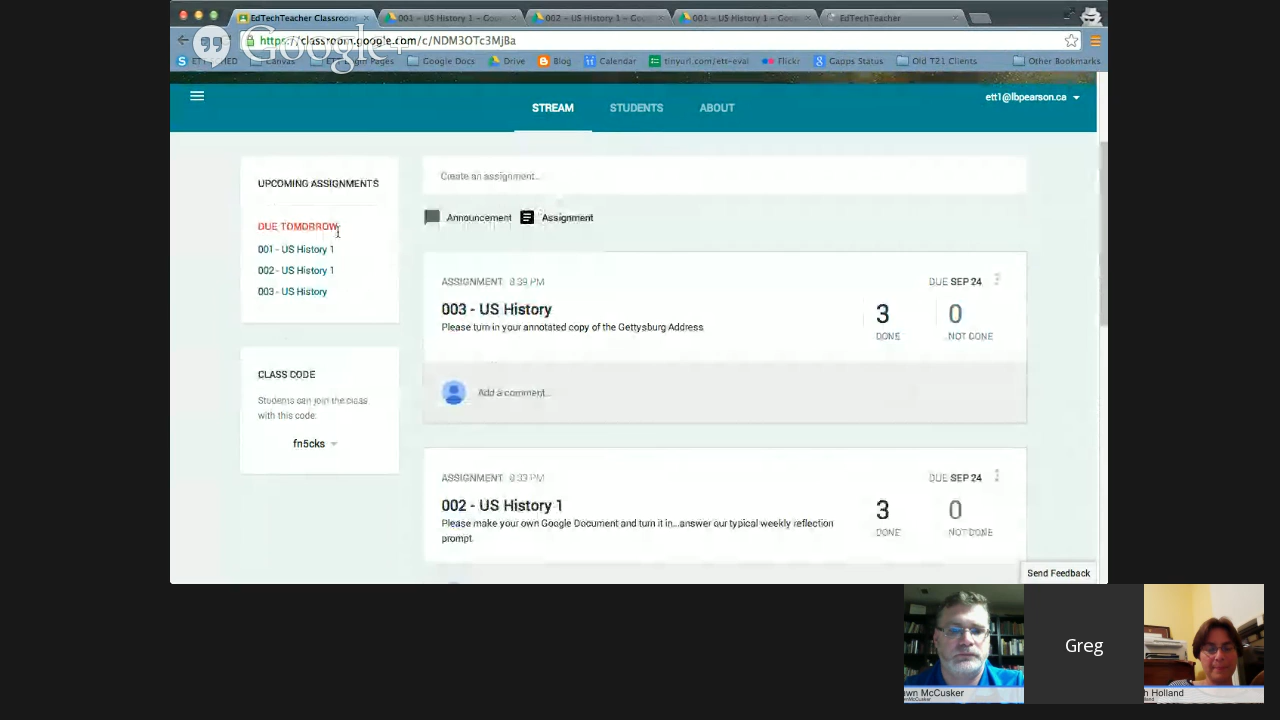 EdTechTeacher Classroom
001 - US History 1 - Goo
002 - US History 1 - Goo
001 - US History 1 - Goo
EdTechTeacher
Google+
https://classroom.google.com/c/NDM3OTc3MjBa
Canvas
Pages
Google Docs
Drive
Blog
Calendar
tinyurl.com/ett-eval
Flickr
Gapps Status
Old T21 Clients
Other Bookmarks
STREAM
STUDENTS
ABOUT
ett1@lbpearson.ca
UPCOMING ASSIGNMENTS
DUE TOMORROW
001 - US History 1
002 - US History 1
003 - US History
CLASS CODE
Students can join the class
with this code:
fn5cks
Create an assignment...
Announcement
Assignment
ASSIGNMENT 8:39 PM
DUE SEP 24
003 - US History
Please turn in your annotated copy of the Gettysburg Address
3
DONE
0
NOT DONE
Add a comment...
ASSIGNMENT 8:33 PM
DUE SEP 24
002 - US History 1
Please make your own Google Document and turn it in...answer our typical weekly reflection
prompt.
3
DONE
0
NOT DONE
Send Feedback
wn McCusker
Greg
h Holland